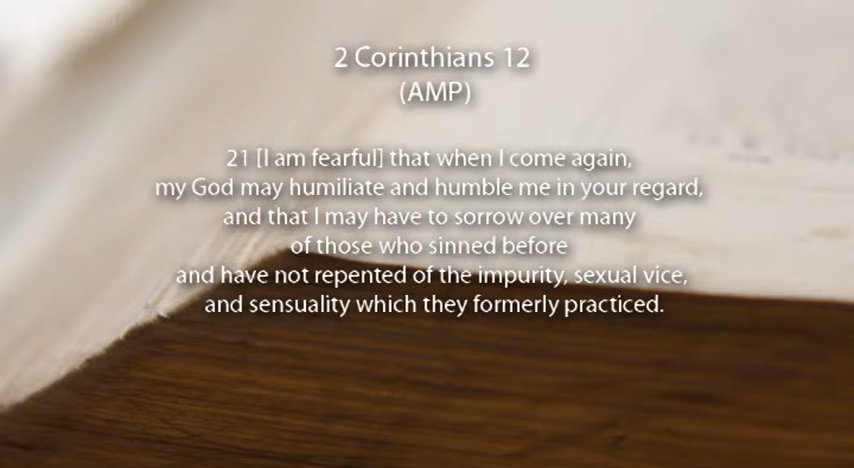 2 Corinthians 12
(AMP)
21 [I am fearful] that when I come again,
my God may humiliate and humble me in your regard,
and that I may have to sorrow over many
of those who sinned before
and have not repented of the impurity, sexual vice,
and sensuality which they formerly practiced.